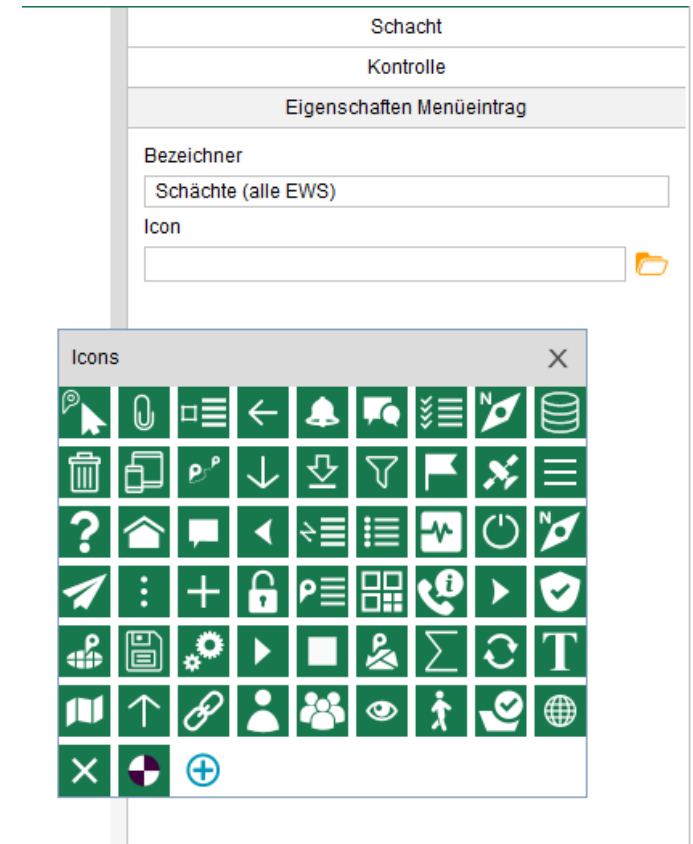 Schacht
Kontrolle
Eigenschaften Menüeintrag
Bezeichner
Schächte (alle EWS)
Icon
Icons